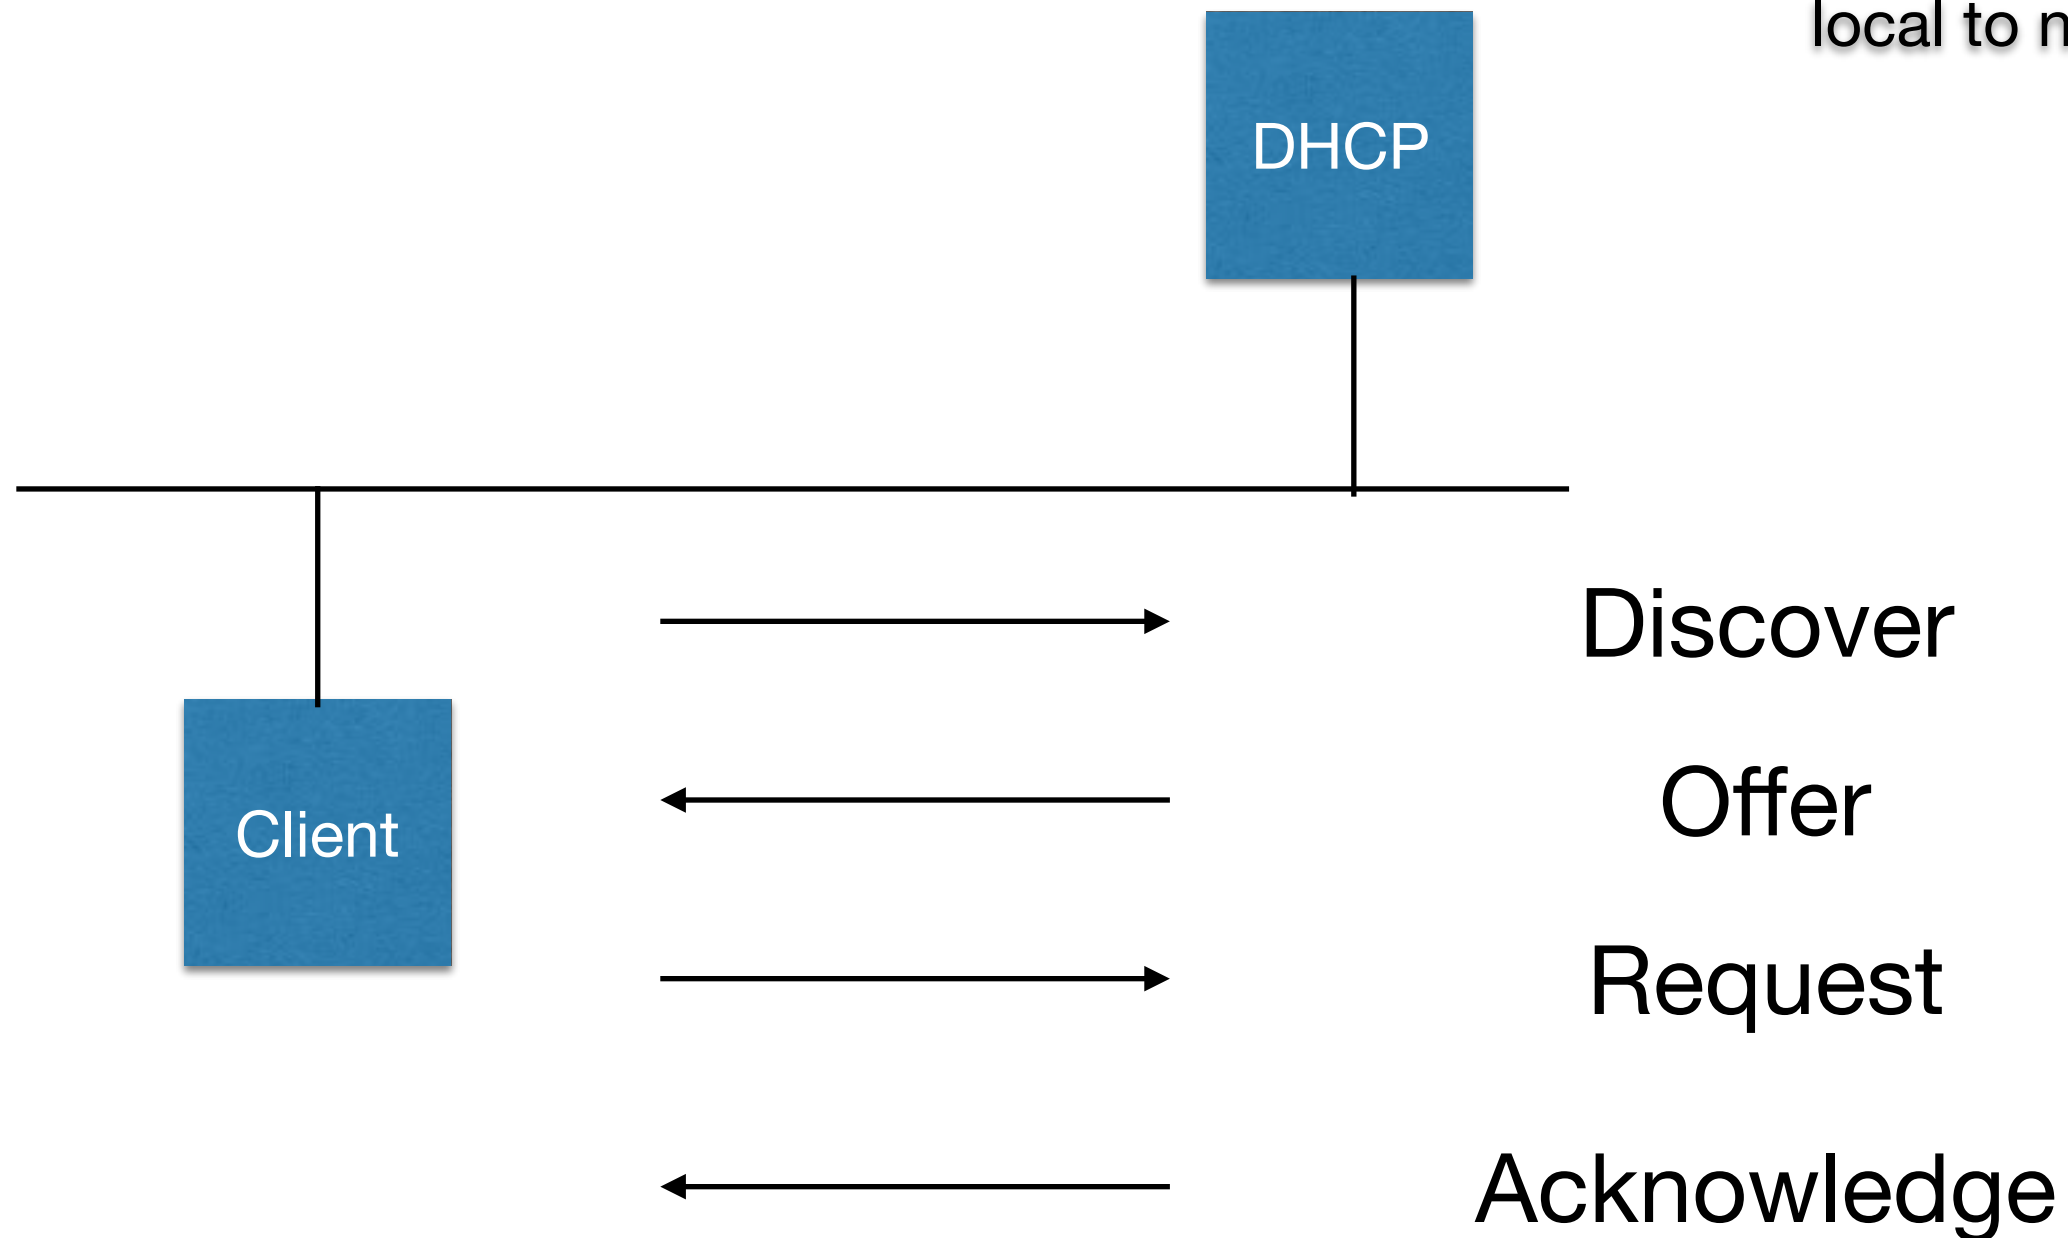 local to
DHCP
Discover
Offer
Client
Request
Acknowledge